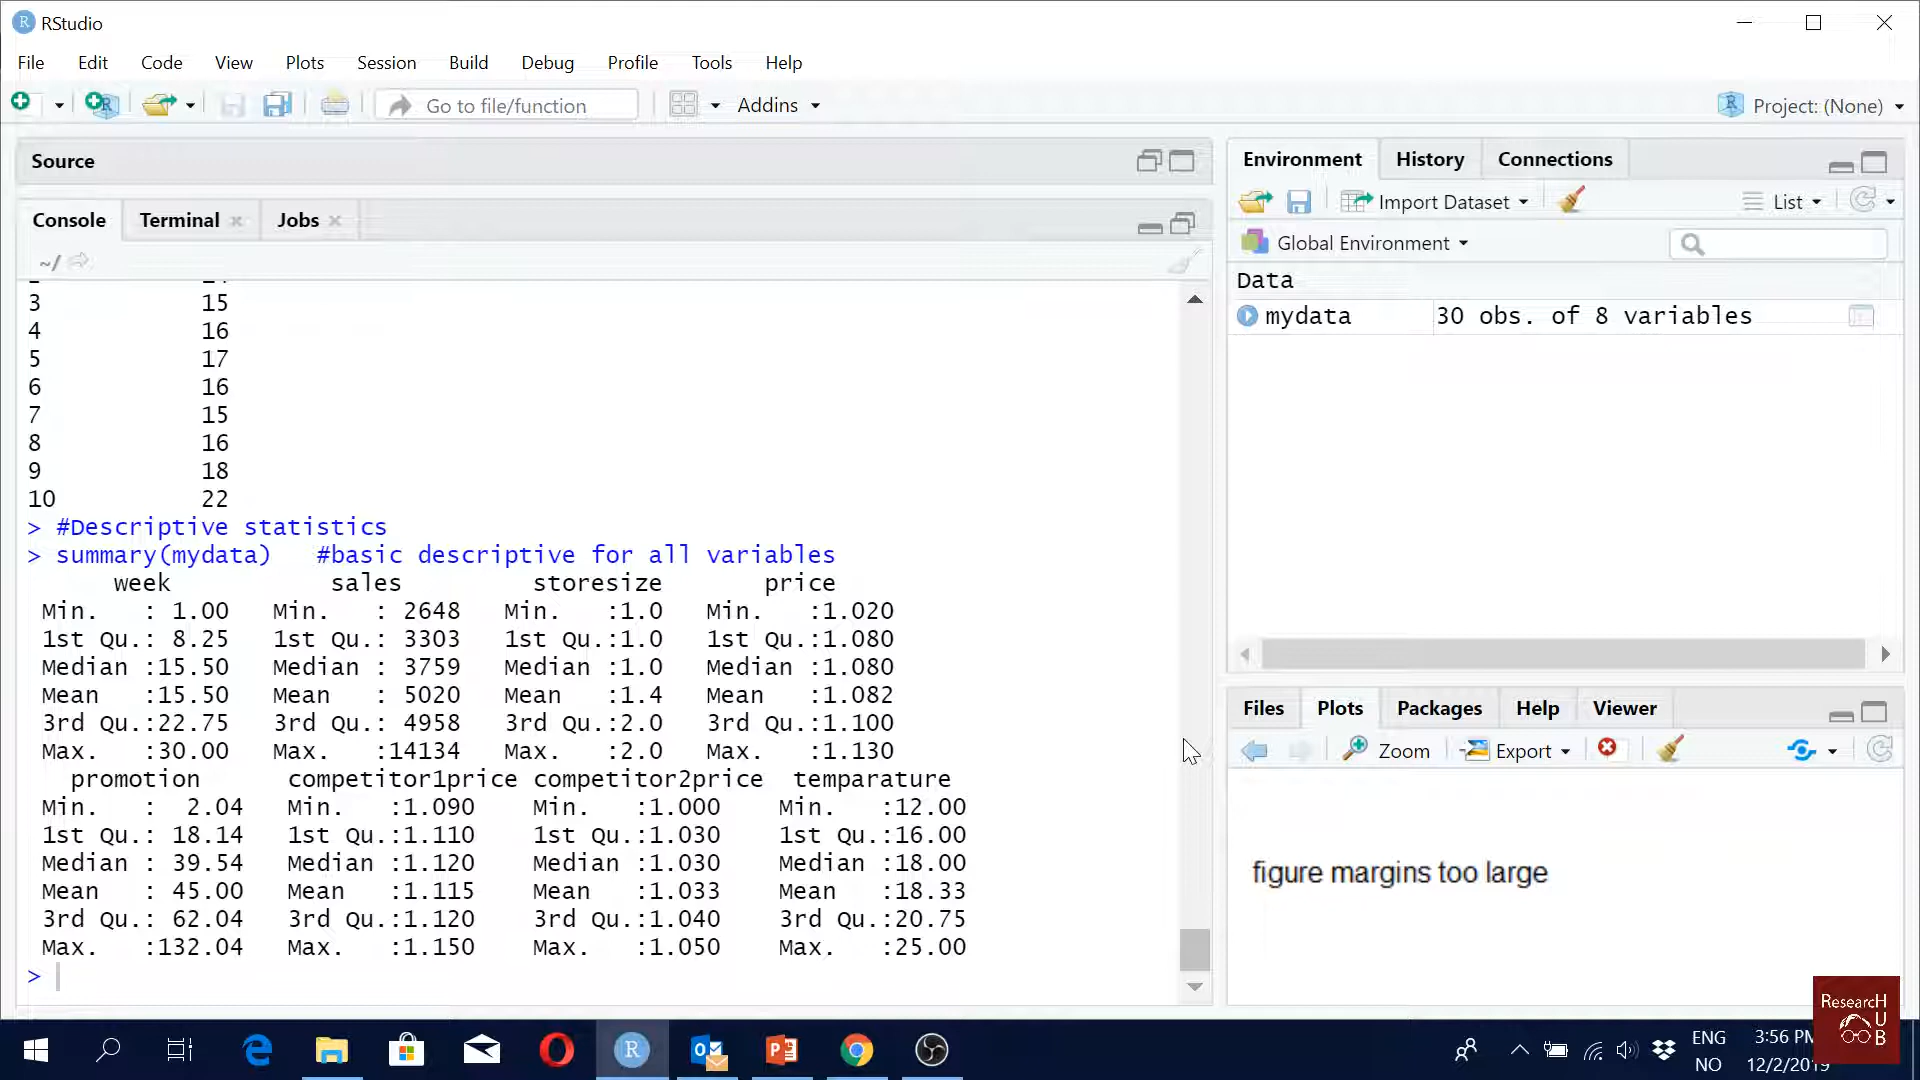 RStudio
File Edit Code View Plots Session Build Debug Profile Tools Help
Go to file/function Addins Project: (None)
Source
Console Terminal Jobs
~/
3 15
4 16
5 17
6 16
7 15
8 16
9 18
10 22
> #Descriptive statistics
> summary(mydata) #basic descriptive for all variables
week sales storesize price
Min. : 1.00 Min. : 2648 Min. :1.0 Min. :1.020
1st Qu.: 8.25 1st Qu.: 3303 1st Qu.:1.0 1st Qu.:1.080
Median :15.50 Median : 3759 Median :1.0 Median :1.080
Mean :15.50 Mean : 5020 Mean :1.4 Mean :1.082
3rd Qu.:22.75 3rd Qu.: 4958 3rd Qu.:2.0 3rd Qu.:1.100
Max. :30.00 Max. :14134 Max. :2.0 Max. :1.130
promotion competitor1price competitor2price temparature
Min. : 2.04 Min. :1.090 Min. :1.000 Min. :12.00
1st Qu.: 18.14 1st Qu.:1.110 1st Qu.:1.030 1st Qu.:16.00
Median : 39.54 Median :1.120 Median :1.030 Median :18.00
Mean : 45.00 Mean :1.115 Mean :1.033 Mean :18.33
3rd Qu.: 62.04 3rd Qu.:1.120 3rd Qu.:1.040 3rd Qu.:20.75
Max. :132.04 Max. :1.150 Max. :1.050 Max. :25.00
>
Environment History Connections
Import Dataset List
Global Environment
Data
mydata 30 obs. of 8 variables
Files Plots Packages Help Viewer
Zoom Export
figure margins too large
ResearcH
U
B
ENG 3:56 PM
NO 12/2/2019